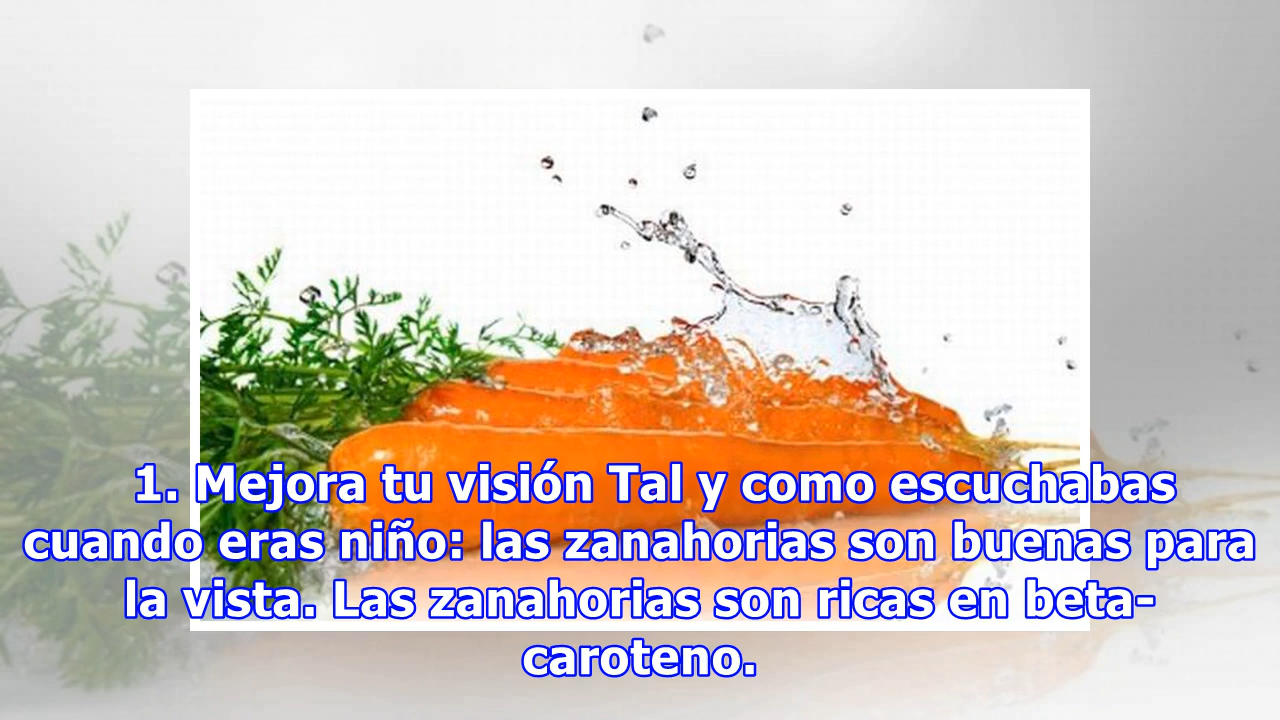 1. Mejora tu visión Tal y como escuchabas
cuando eras niño: las zanahorias son buenas para
la vista. Las zanahorias son ricas en beta-
caroteno.